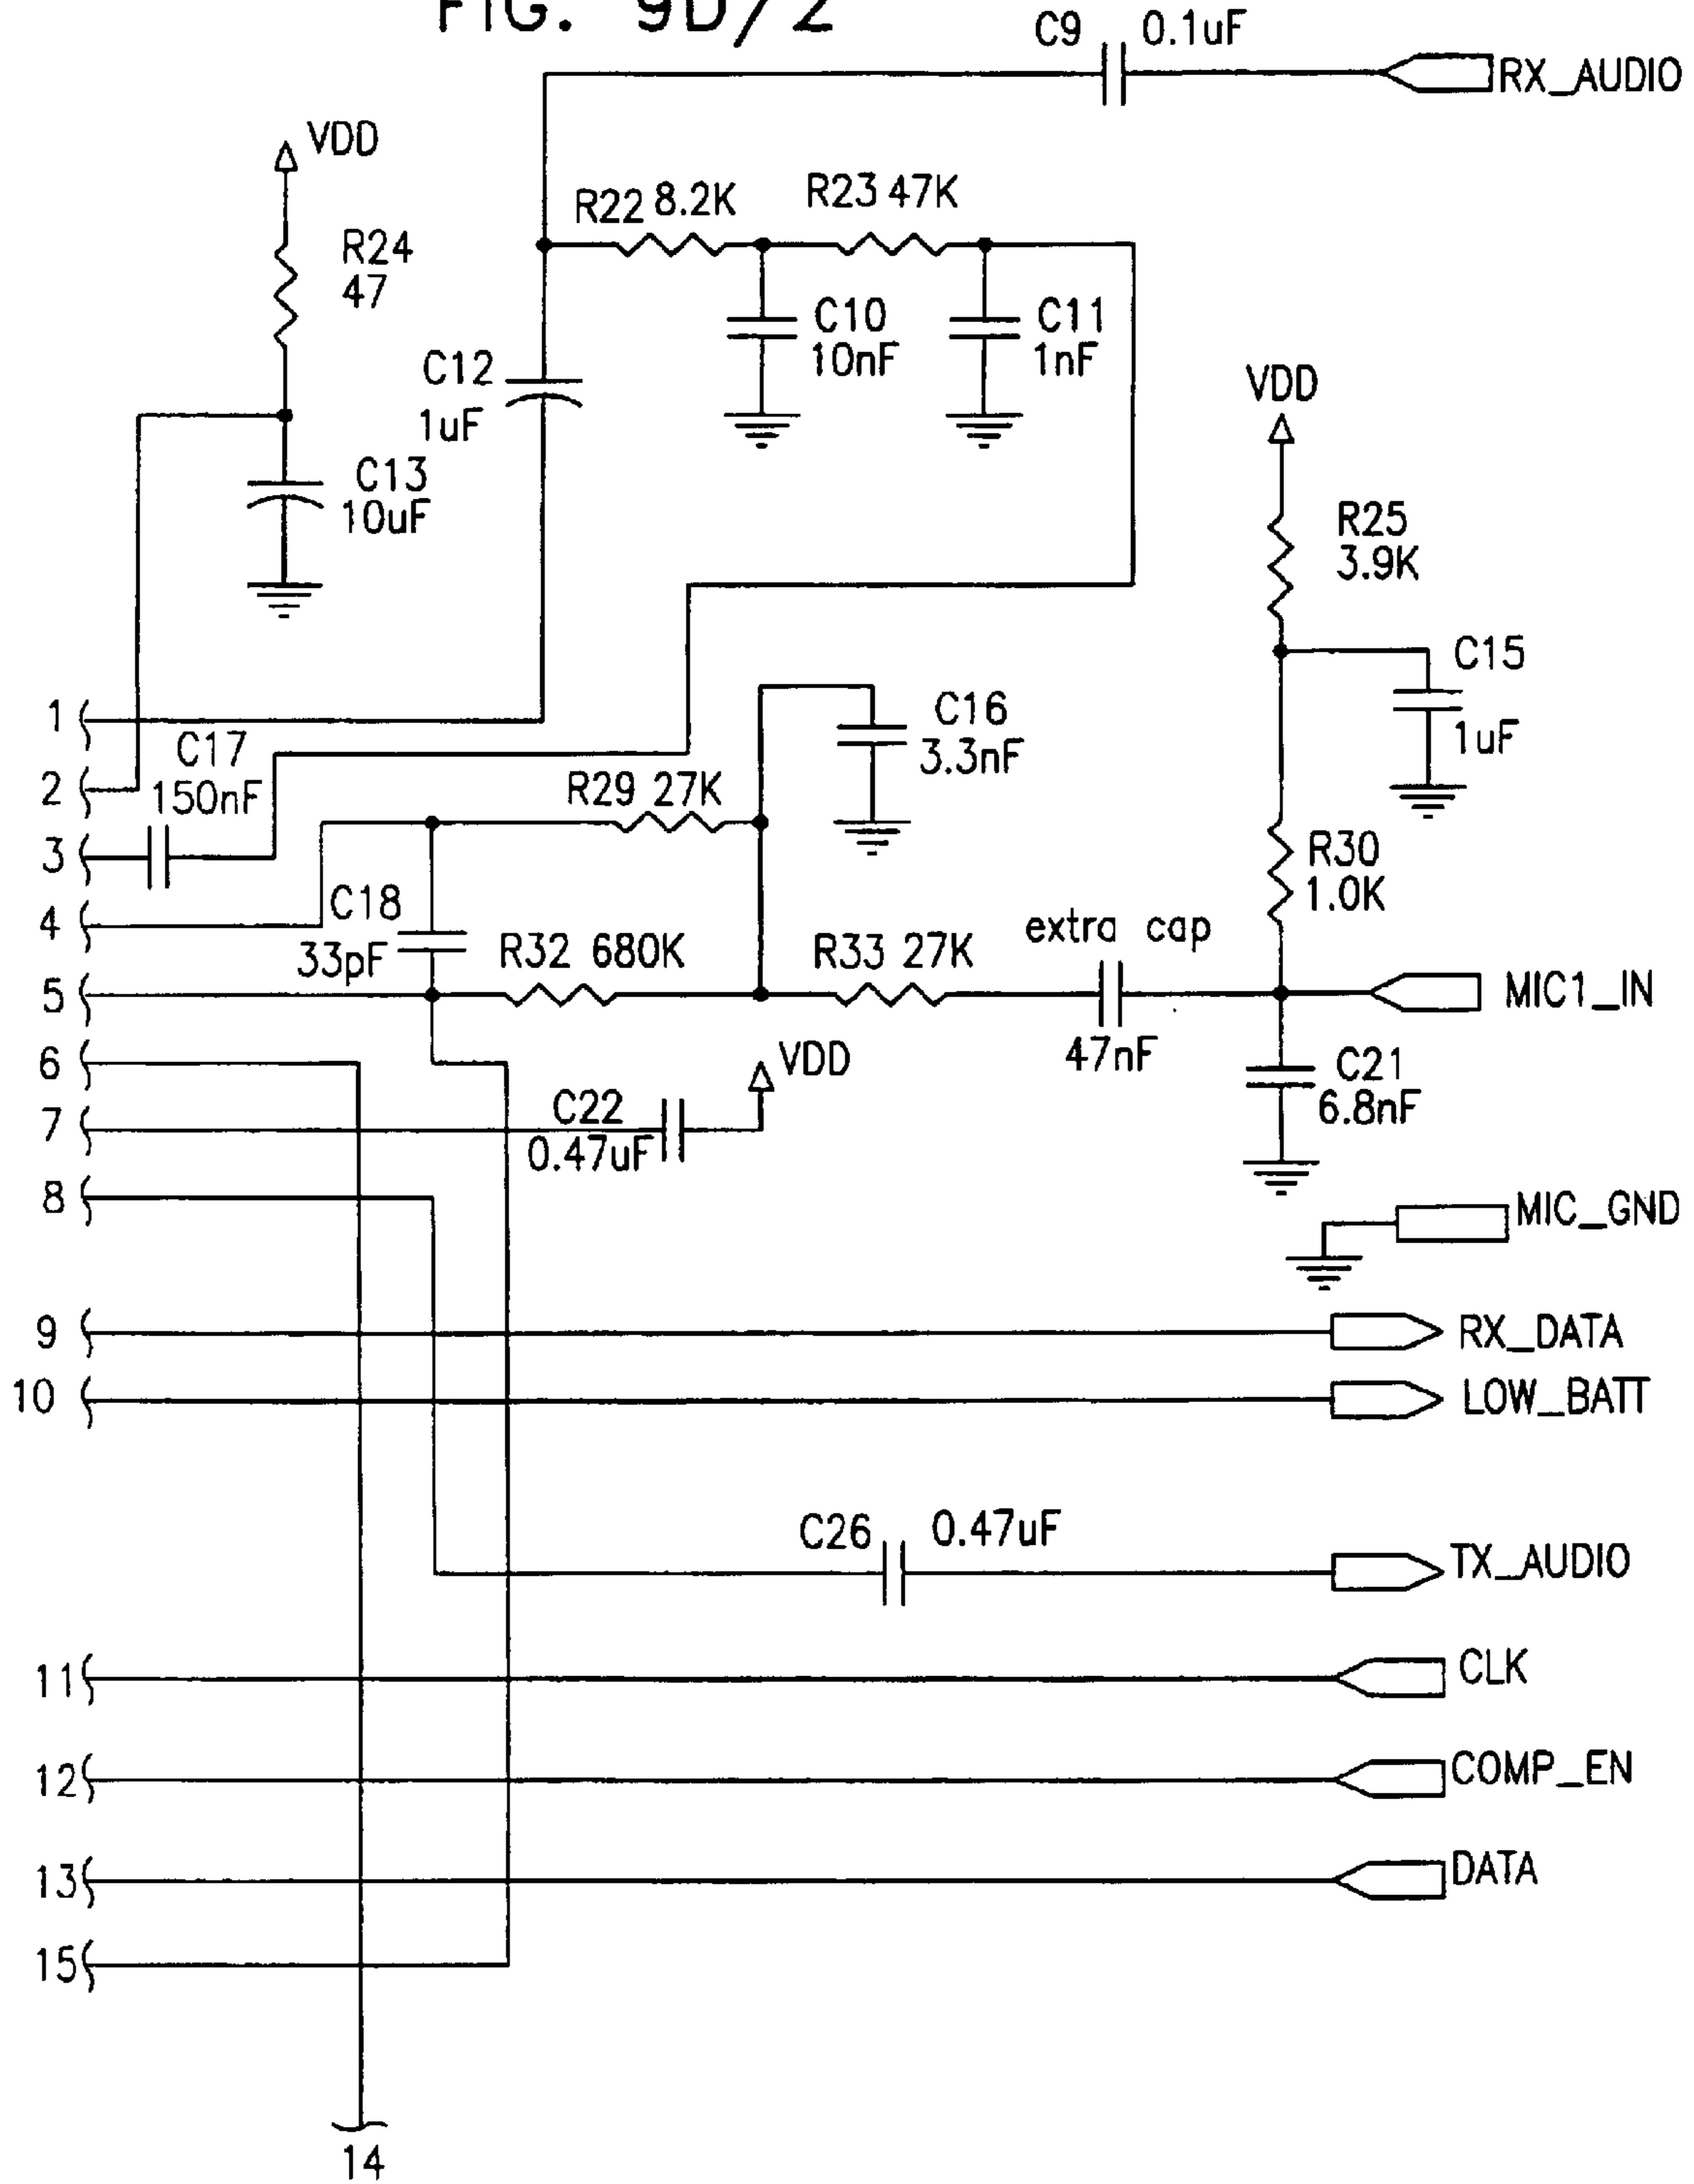 FIG. 9D/2
C9 0.1uF
RX_AUDIO
VDD
R22 8.2K
R23 47K
R24
47
C10
10nF
C11
1nF
C12
1uF
VDD
C13
10uF
R25
3.9K
C15
1uF
1
C16
3.3nF
C17
150nF
2
R29 27K
3
R30
1.0K
4
C18
33pF
R32 680K
R33 27K
extra cap
47nF
5
MIC1_IN
6
VDD
C21
6.8nF
7
C22
0.47uF
8
MIC_GND
9
RX_DATA
10
LOW_BATT
C26 0.47uF
TX_AUDIO
11
CLK
12
COMP_EN
13
DATA
15
14